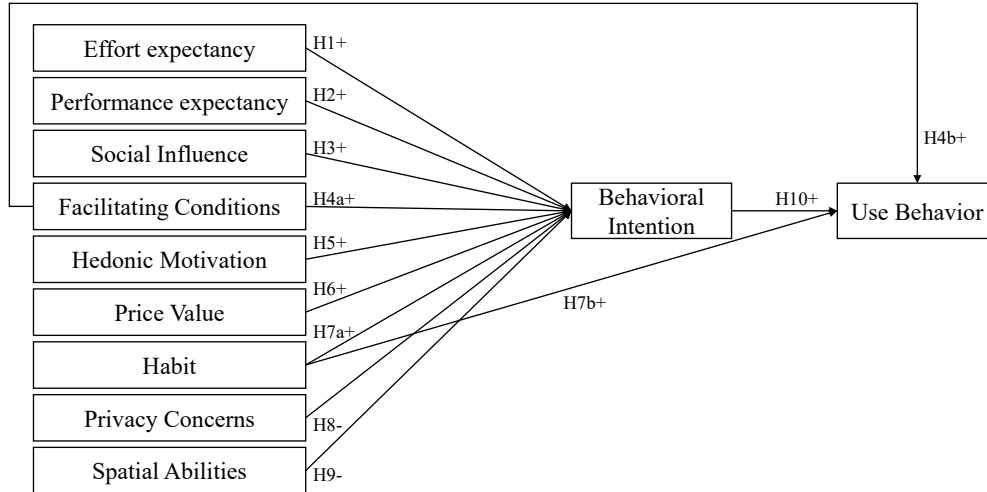 Effort expectancy
H1+
Performance expectancy
H2+
Social Influence
H3+
Facilitating Conditions
H4a+
Hedonic Motivation
H5+
Price Value
H6+
Habit
H7a+
Privacy Concerns
H8-
Spatial Abilities
H9-
Behavioral
Intention
H10+
H7b+
H4b+
Use Behavior